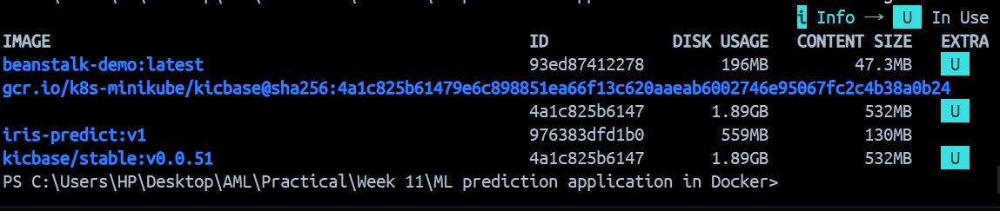 i Info → U In Use
IMAGE ID DISK USAGE CONTENT SIZE EXTRA
beanstalk-demo:latest 93ed87412278 196MB 47.3MB U
gcr.io/k8s-minikube/kicbase@sha256:4a1c825b61479e6c898851ea66f13c620aaeab6002746e95067fc2c4b38a0b24
4a1c825b6147 1.89GB 532MB U
iris-predict:v1 976383dfd1b0 559MB 130MB
kicbase/stable:v0.0.51 4a1c825b6147 1.89GB 532MB U
PS C:\Users\HP\Desktop\AML\Practical\Week 11\ML prediction application in Docker>